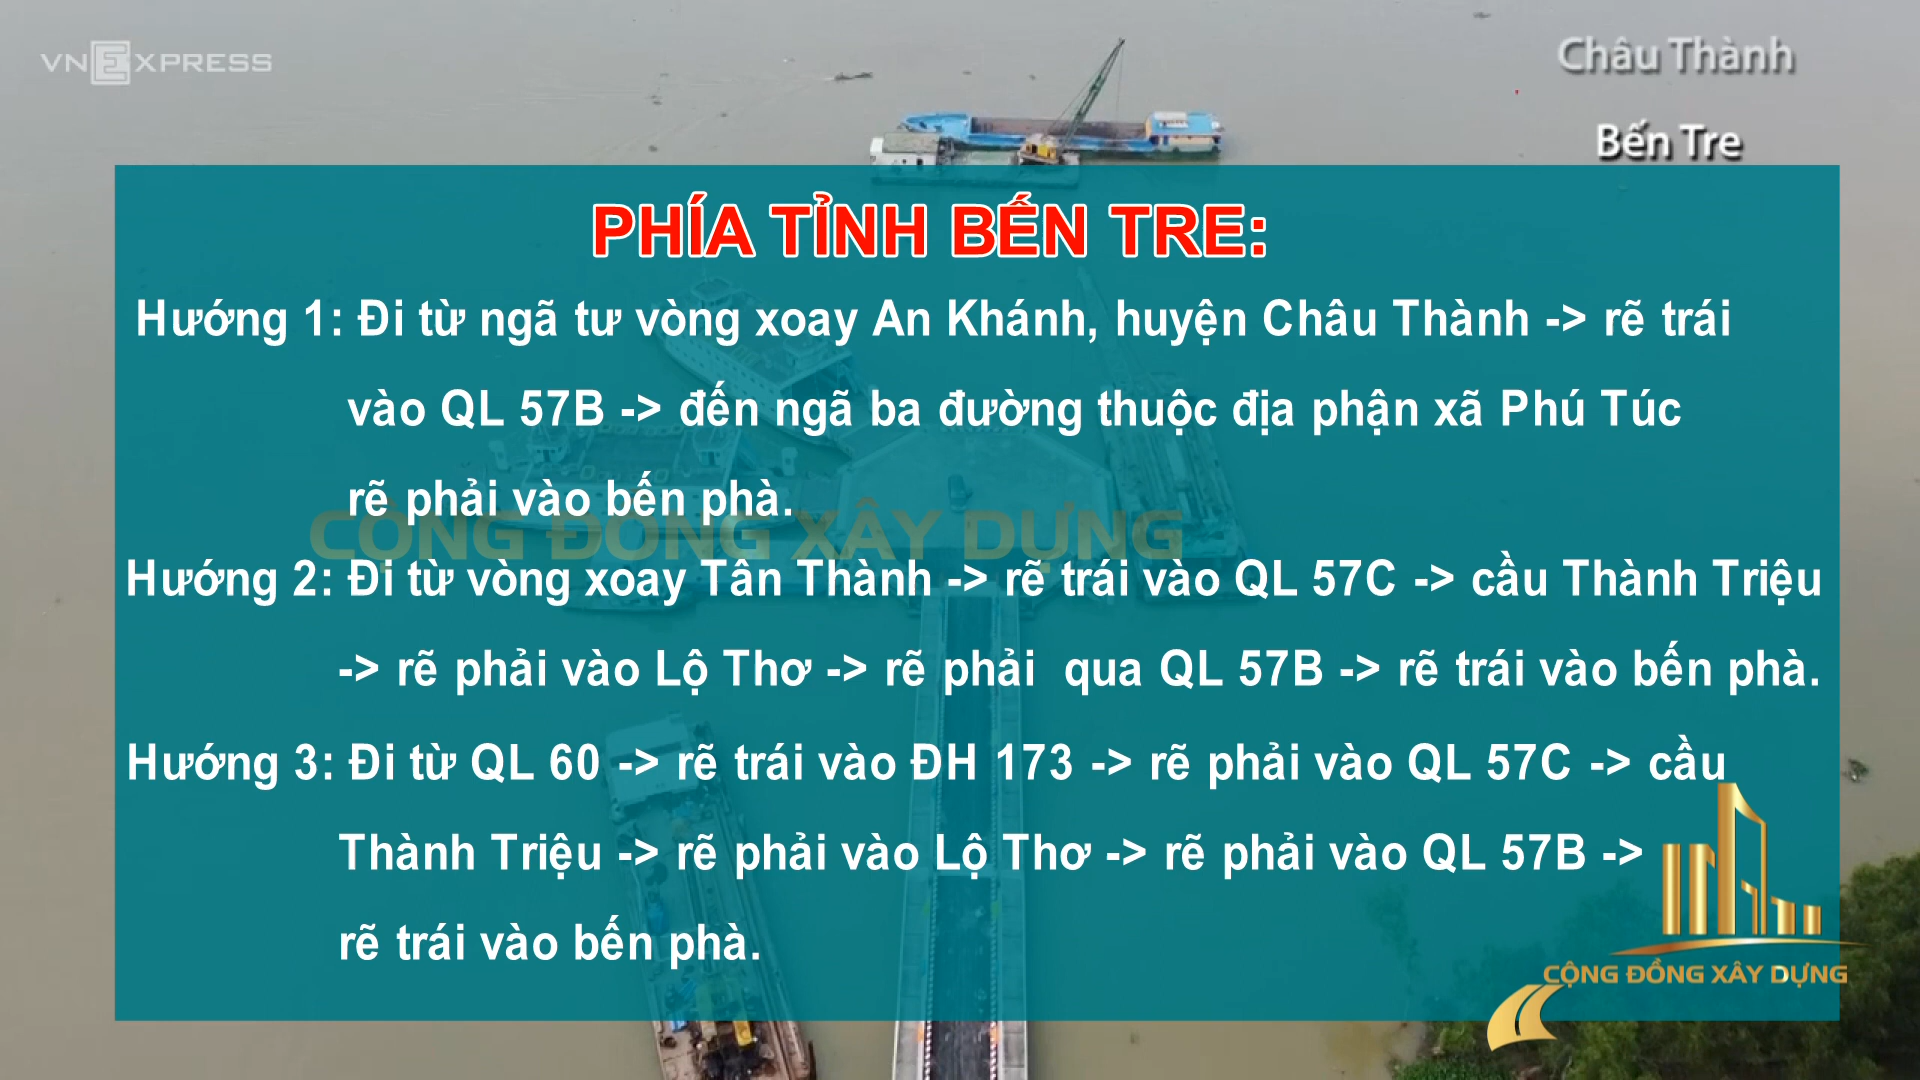 VNEXPRESS
Châu Thành
Bến Tre
PHÍA TỈNH BẾN TRE:
Hướng 1: Đi từ ngã tư vòng xoay An Khánh, huyện Châu Thành -> rẽ trái
vào QL 57B -> đến ngã ba đường thuộc địa phận xã Phú Túc
rẽ phải vào bến phà.
CỘNG ĐỒNG XÂY DỰNG
Hướng 2: Đi từ vòng xoay Tân Thành -> rẽ trái vào QL 57C -> cầu Thành Triệu
-> rẽ phải vào Lộ Thơ -> rẽ phải qua QL 57B -> rẽ trái vào bến phà.
Hướng 3: Đi từ QL 60 -> rẽ trái vào ĐH 173 -> rẽ phải vào QL 57C -> cầu
Thành Triệu -> rẽ phải vào Lộ Thơ -> rẽ phải vào QL 57B ->
rẽ trái vào bến phà.
CỘNG ĐỒNG XÂY DỰNG